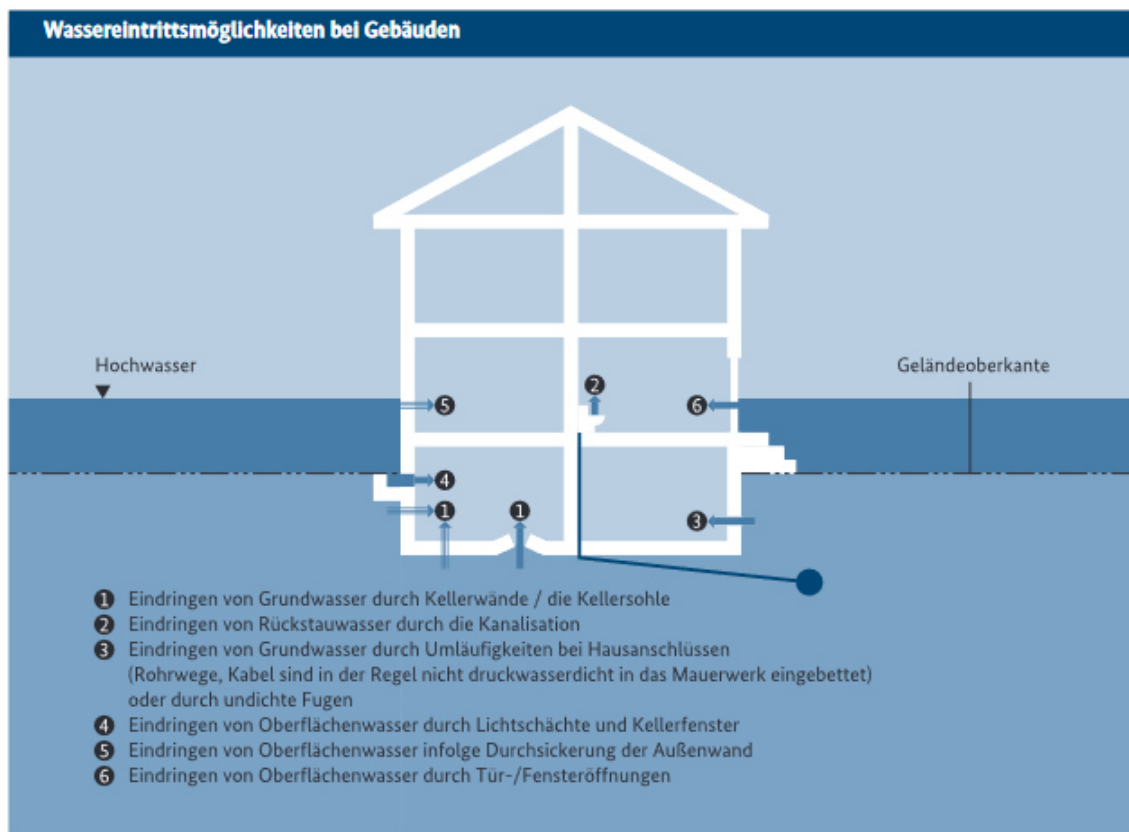 Wassereintrittsmöglichkeiten bei Gebäuden
Hochwasser
Geländeoberkante
2
5
6
4
1
1
3
1 Eindringen von Grundwasser durch Kellerwände / die Kellersohle
2 Eindringen von Rückstauwasser durch die Kanalisation
3 Eindringen von Grundwasser durch Umläufigkeiten bei Hausanschlüssen
(Rohrwege, Kabel sind in der Regel nicht druckwasserdicht in das Mauerwerk eingebettet)
oder durch undichte Fugen
4 Eindringen von Oberflächenwasser durch Lichtschächte und Kellerfenster
5 Eindringen von Oberflächenwasser infolge Durchsickerung der Außenwand
6 Eindringen von Oberflächenwasser durch Tür-/Fensteröffnungen